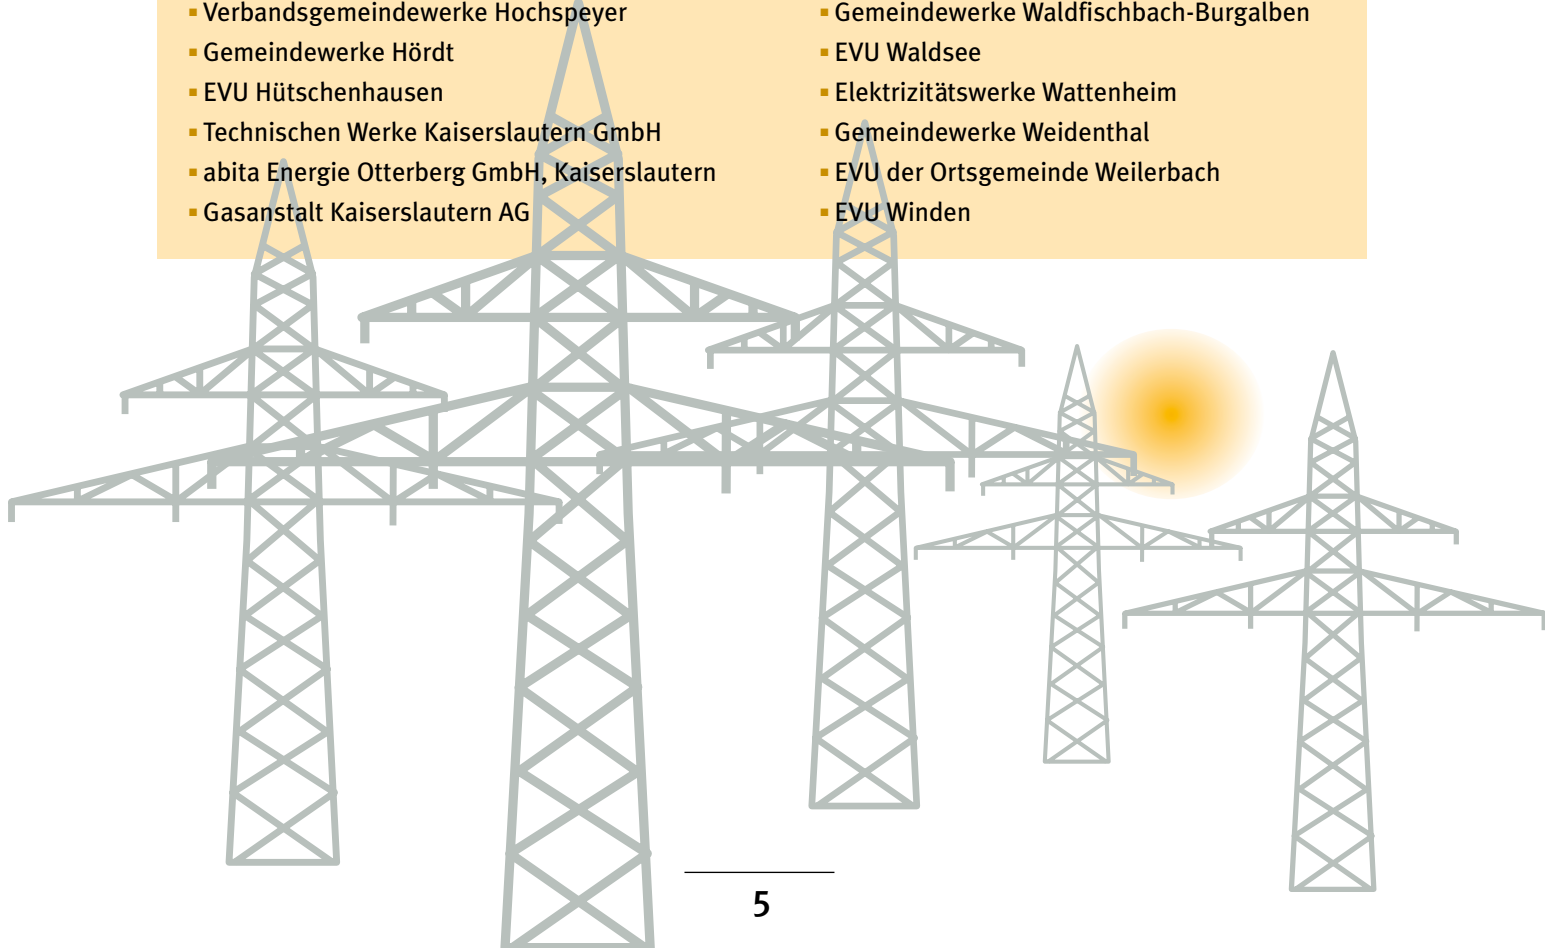 ▪ Verbandsgemeindewerke Hochspeyer
▪ Gemeindewerke Hördt
▪ EVU Hütschenhausen
▪ Technischen Werke Kaiserslautern GmbH
▪ abita Energie Otterberg GmbH, Kaiserslautern
▪ Gasanstalt Kaiserslautern AG
▪ Gemeindewerke Waldfischbach-Burgalben
▪ EVU Waldsee
▪ Elektrizitätswerke Wattenheim
▪ Gemeindewerke Weidenthal
▪ EVU der Ortsgemeinde Weilerbach
▪ EVU Winden
5